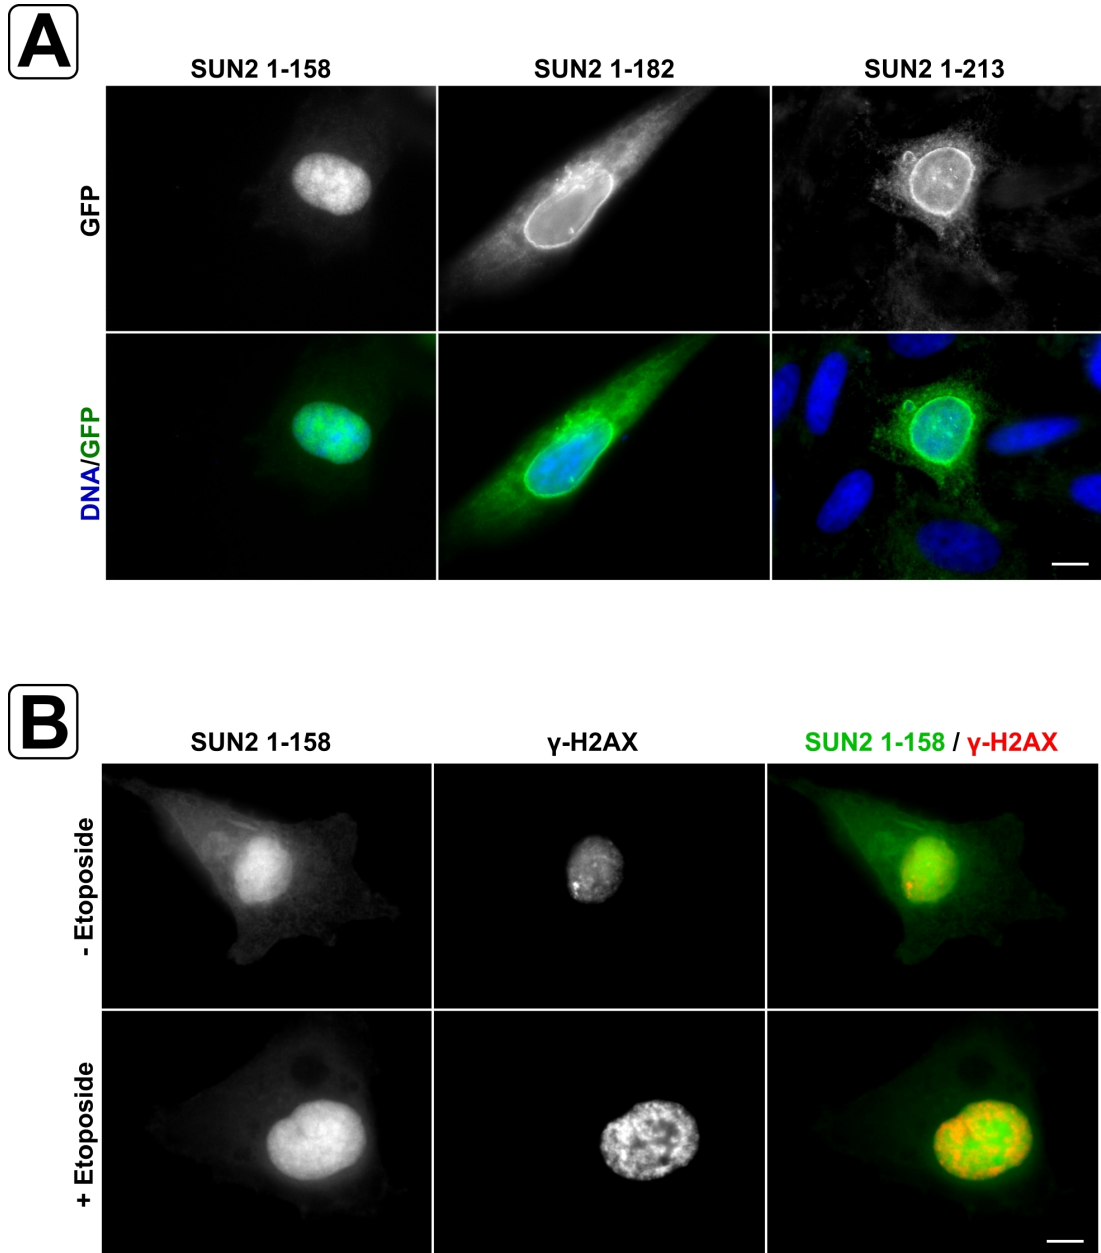 A
SUN2 1-158 SUN2 1-182 SUN2 1-213
GFP
DNA/GFP
B
SUN2 1-158 γ-H2AX SUN2 1-158 / γ-H2AX
- Etoposide
+ Etoposide